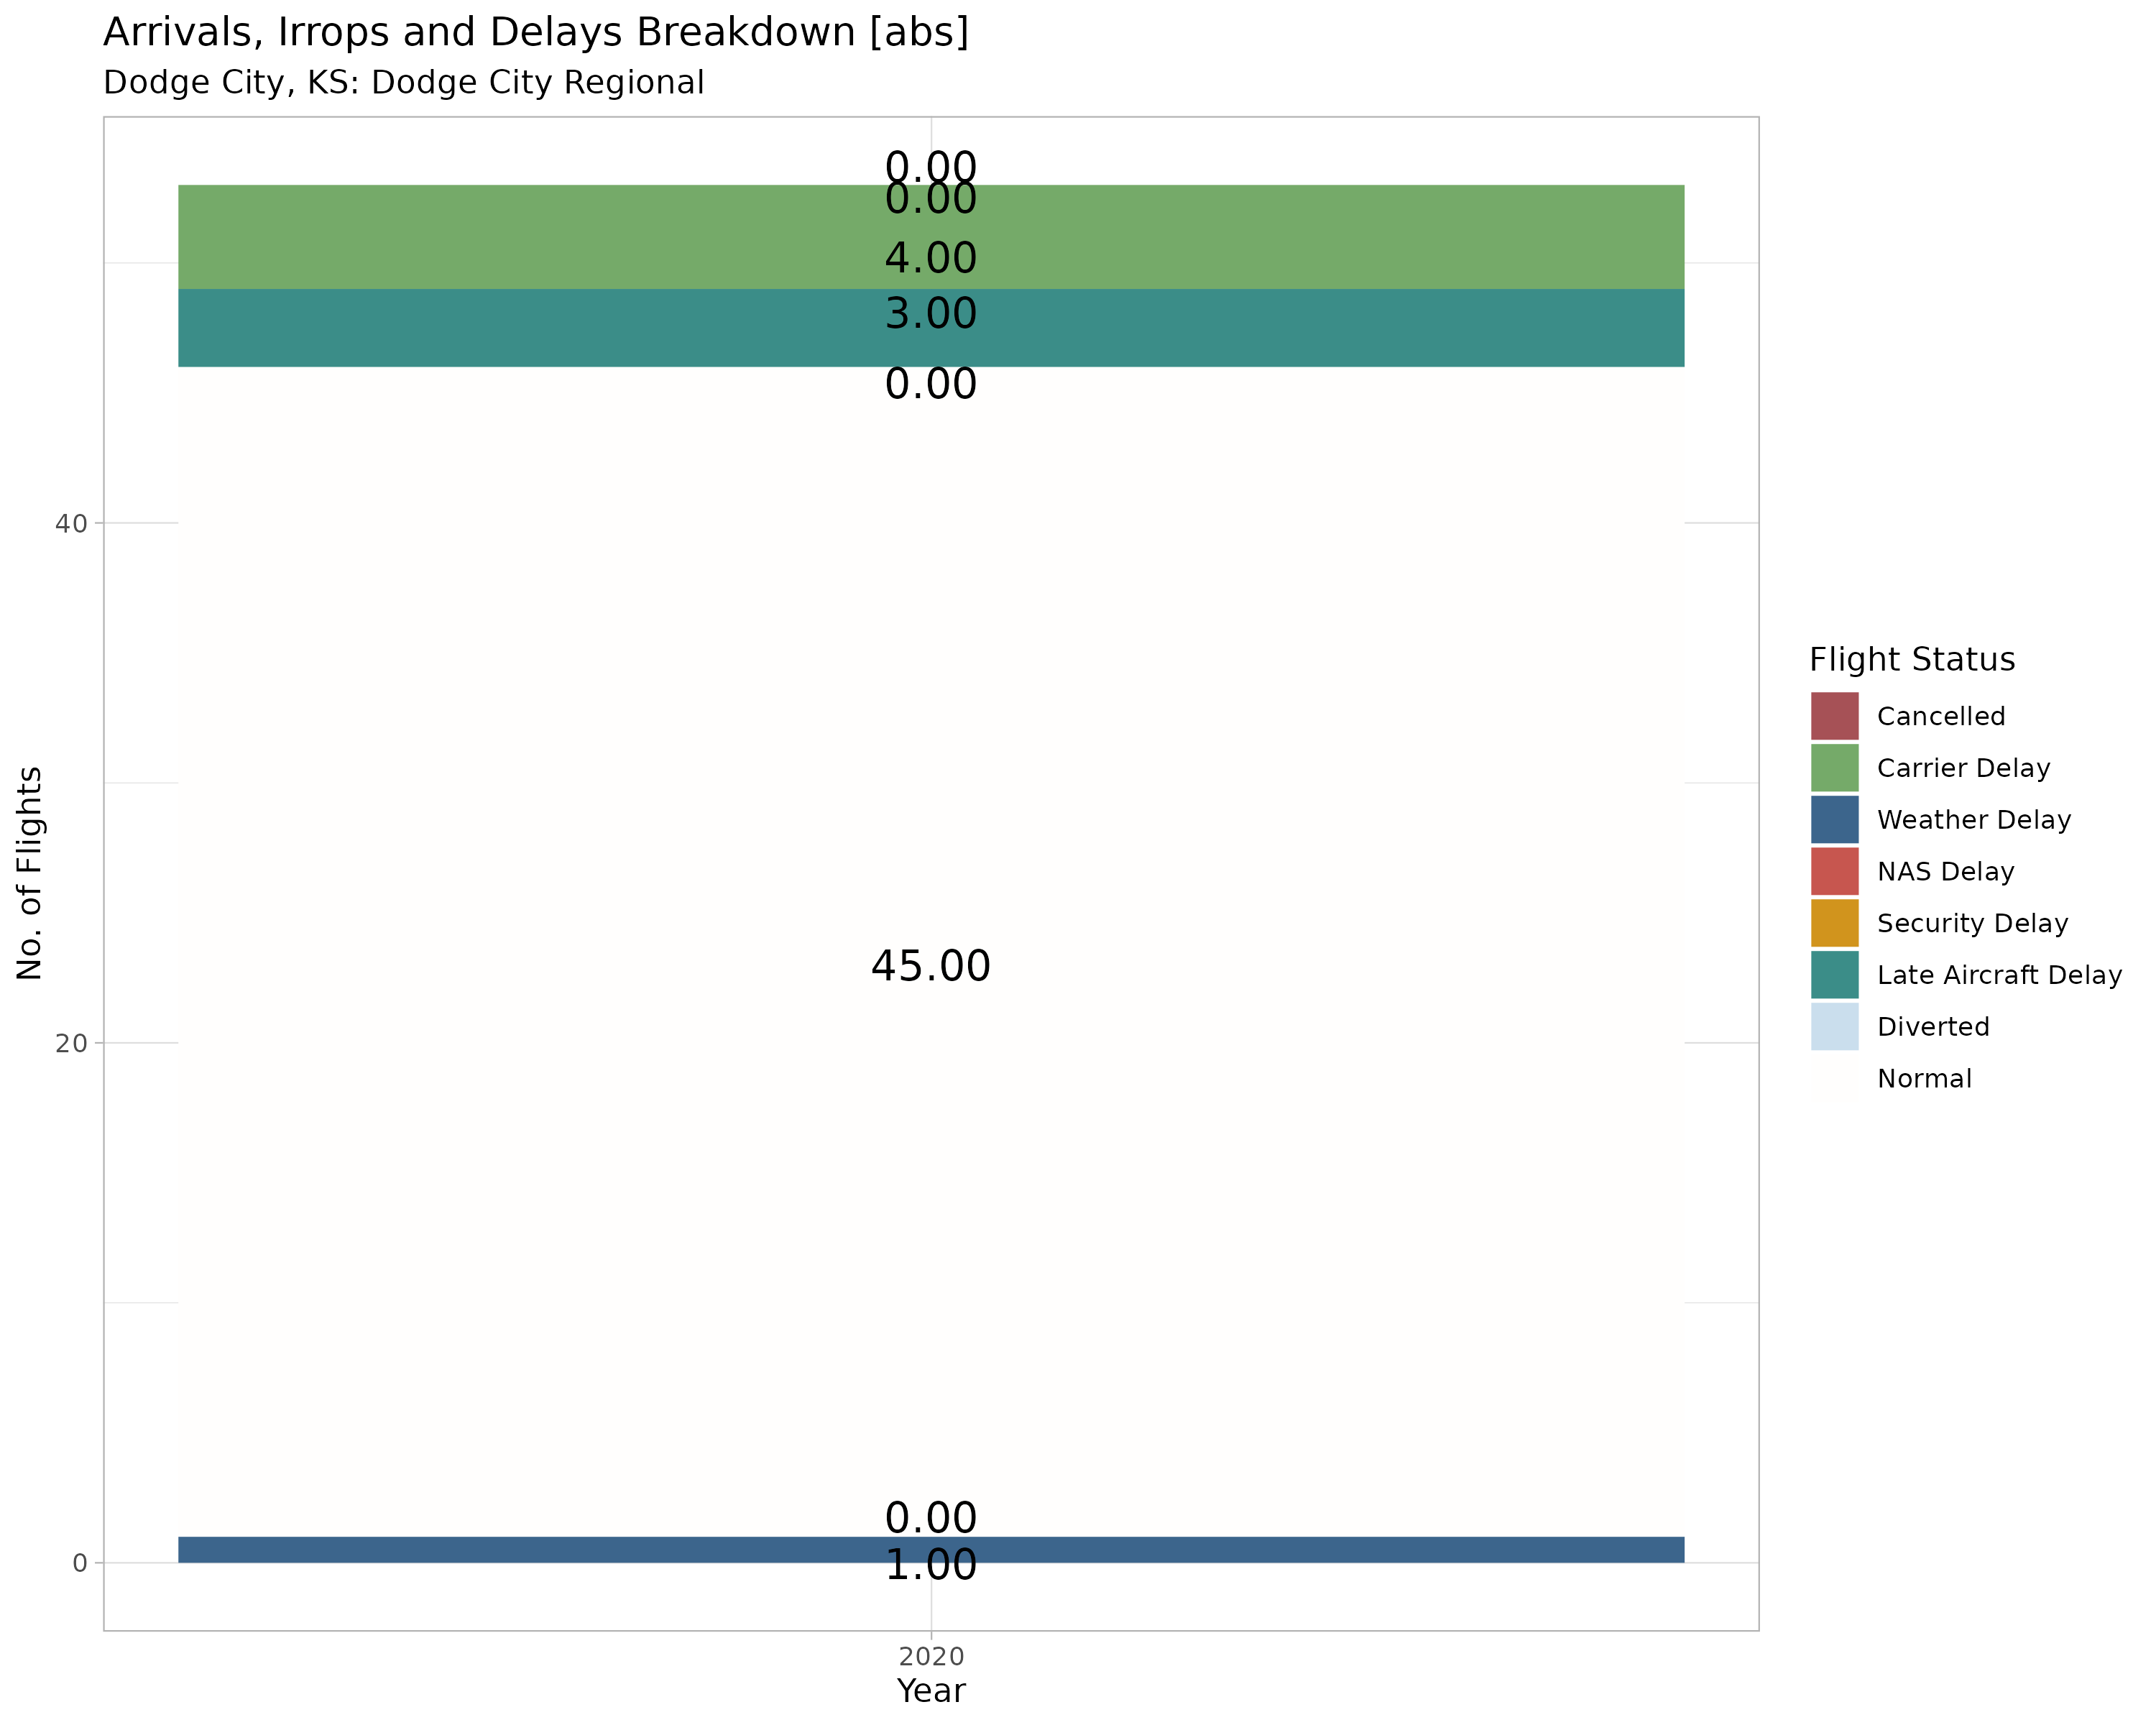 Arrivals, Irrops and Delays Breakdown [abs]
Dodge City, KS: Dodge City Regional
0.00
0.00
4.00
3.00
0.00
45.00
0.00
1.00
40
20
0
No. of Flights
2020
Year
Flight Status
Cancelled
Carrier Delay
Weather Delay
NAS Delay
Security Delay
Late Aircraft Delay
Diverted
Normal